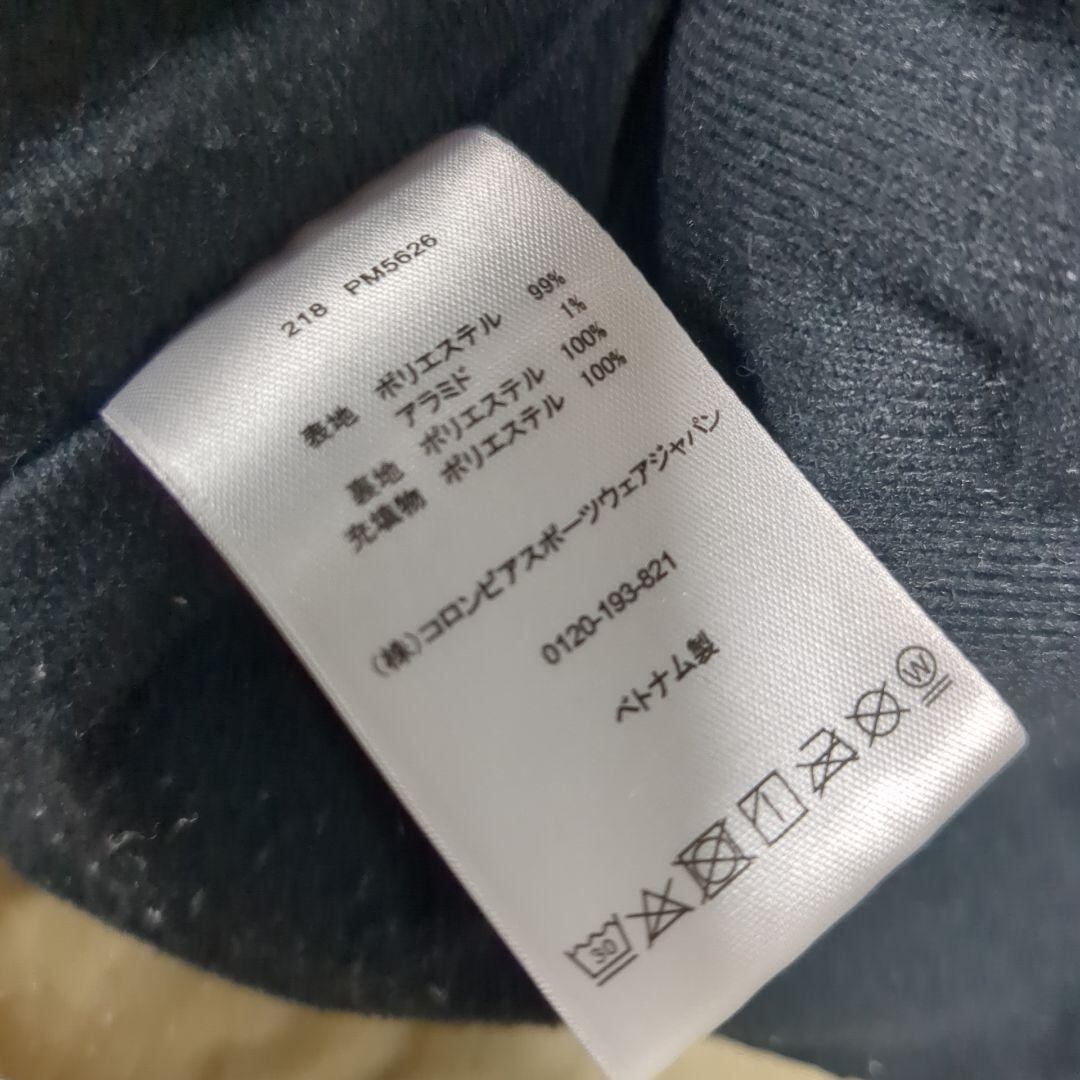 218 PM5626
表地 ポリエステル 99%
アラミド 1%
裏地 ポリエステル 100%
充填物 ポリエステル 100%
(株)コロンビアスポーツウェアジャパン
0120-193-821
ベトナム製
30
W